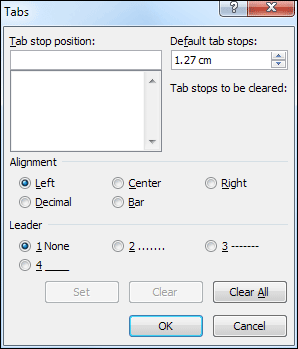 Tabs
Tab stop position: Default tab stops:
1.27 cm
Tab stops to be cleared:
Alignment
Left Center Right
Decimal Bar
Leader
1 None 2 ....... 3 -------
4 ____
Set Clear Clear All
OK Cancel